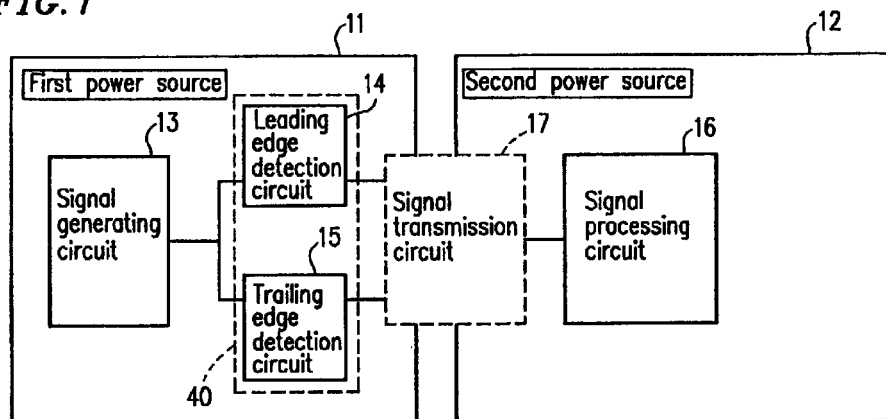 FIG. 1
11
12
First power source
Second power source
13
14
17
16
Leading
edge
detection
circuit
Signal
generating
circuit
Signal
transmission
circuit
Signal
processing
circuit
15
Trailing
edge
detection
circuit
40